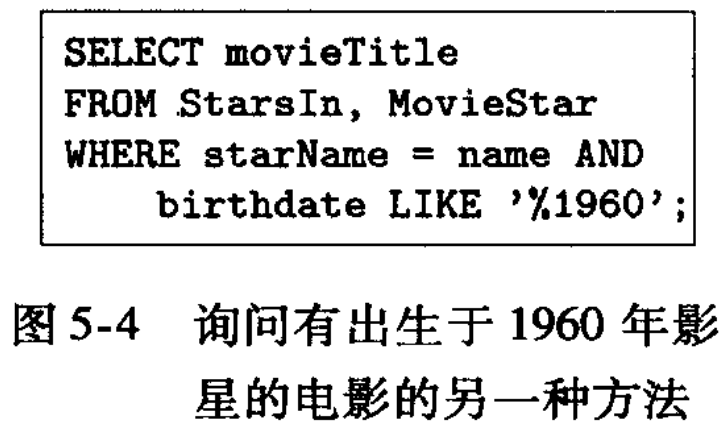 SELECT movieTitle
FROM StarsIn, MovieStar
WHERE starName = name AND
birthdate LIKE '%1960';
图 5-4 询问有出生于 1960 年影
星的电影的另一种方法